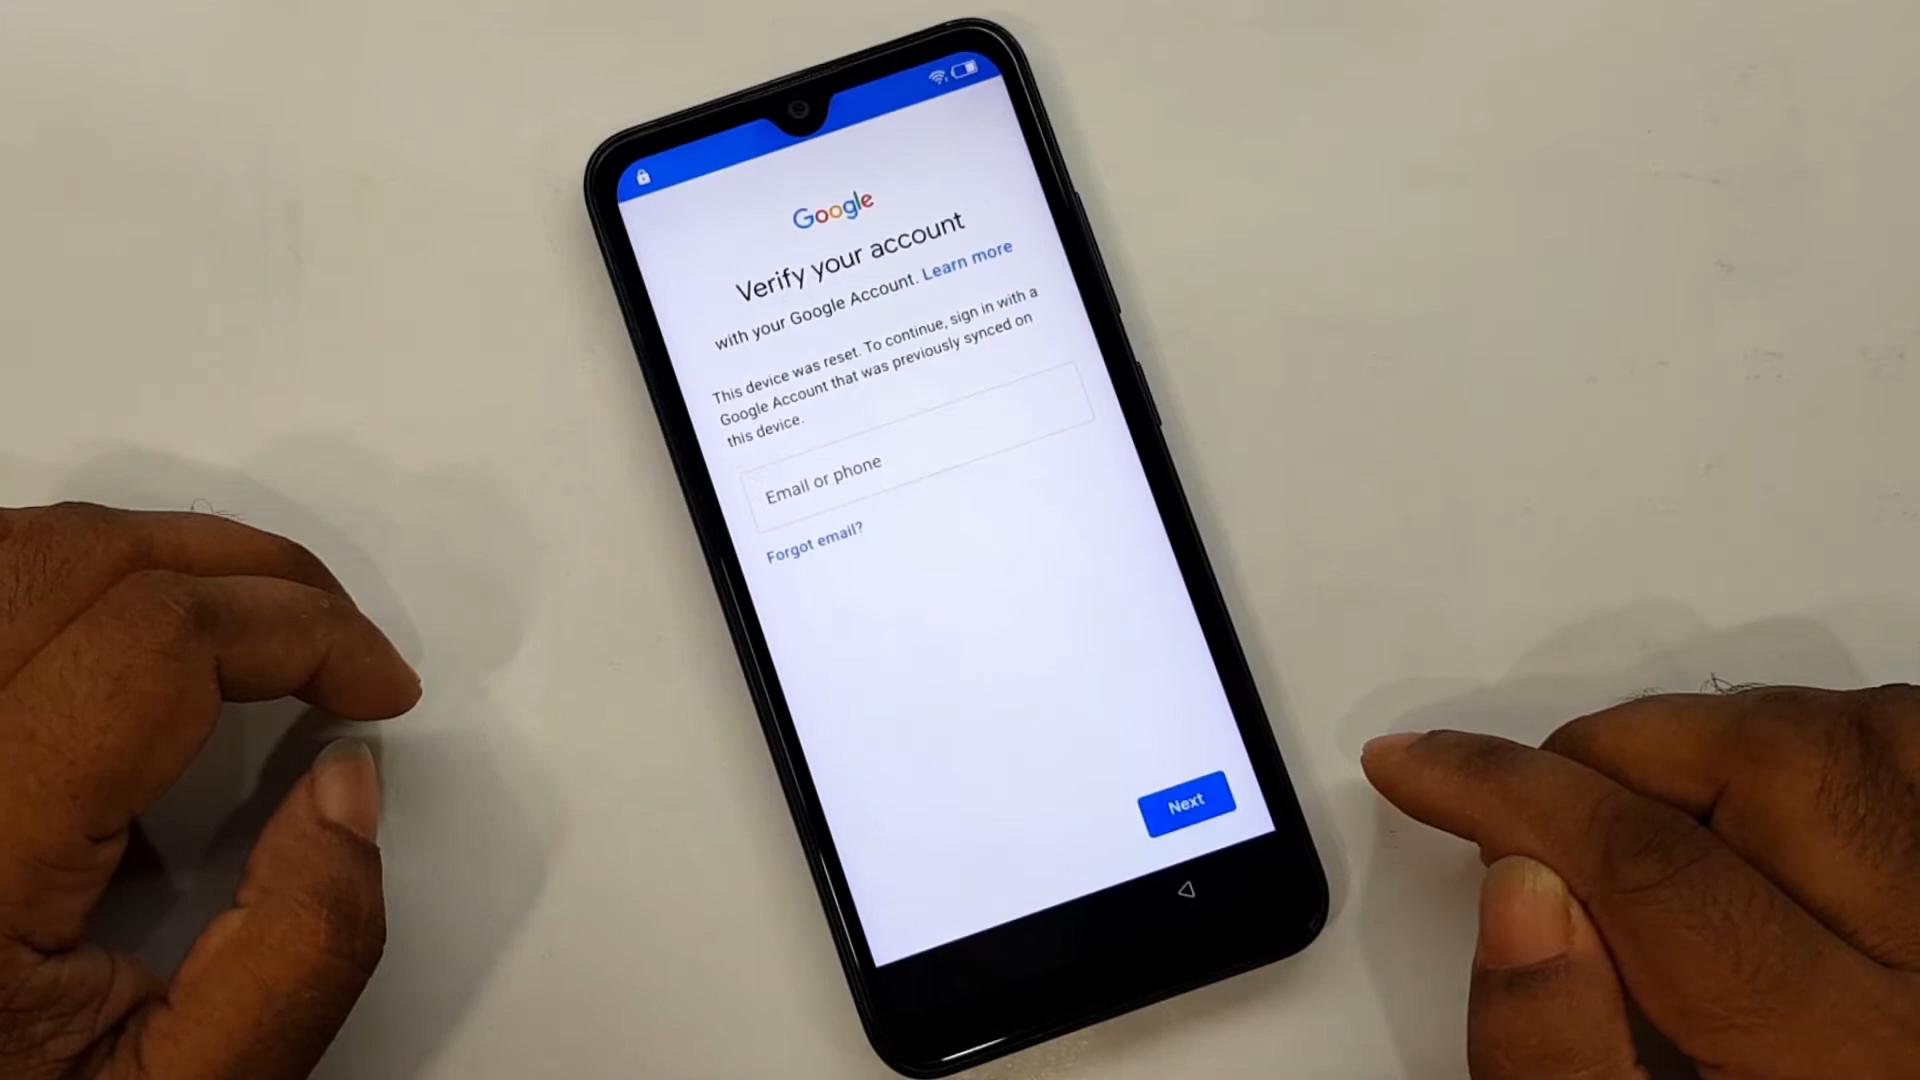 Google
Verify your account
with your Google Account. Learn more
This device was reset. To continue, sign in with a
Google Account that was previously synced on
this device.
Email or phone
Forgot email?
Next